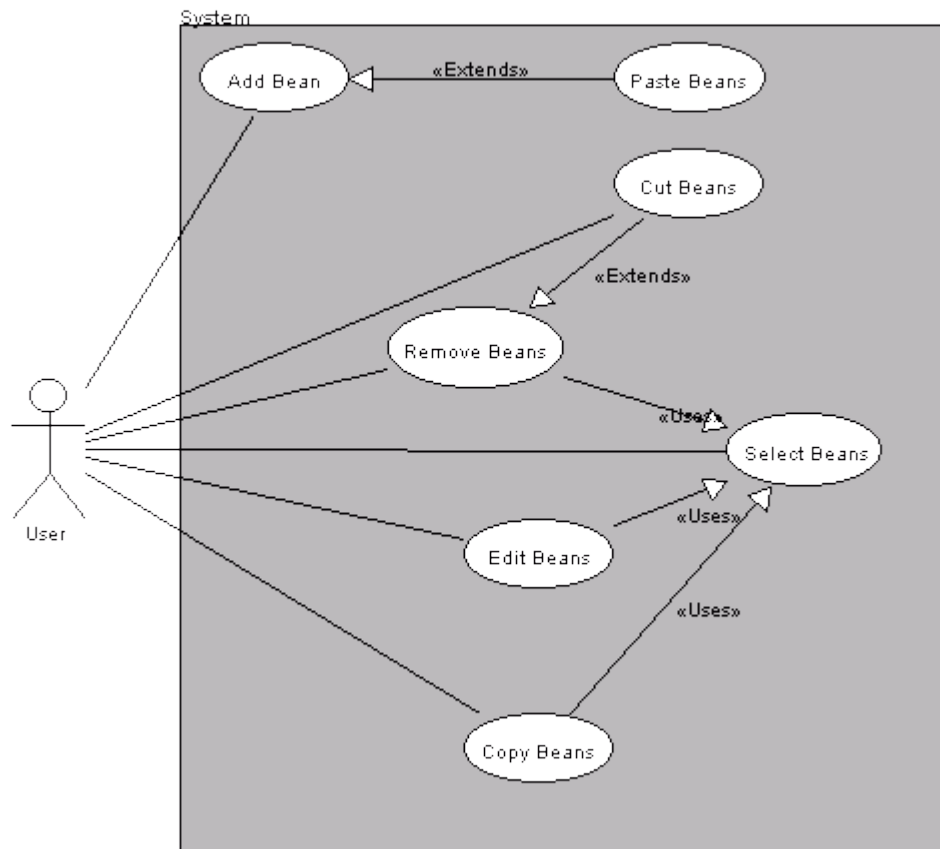 System
Add Bean
«Extends»
Paste Beans
Cut Beans
«Extends»
Remove Beans
«Uses»
Select Beans
User
Edit Beans
«Uses»
«Uses»
Copy Beans